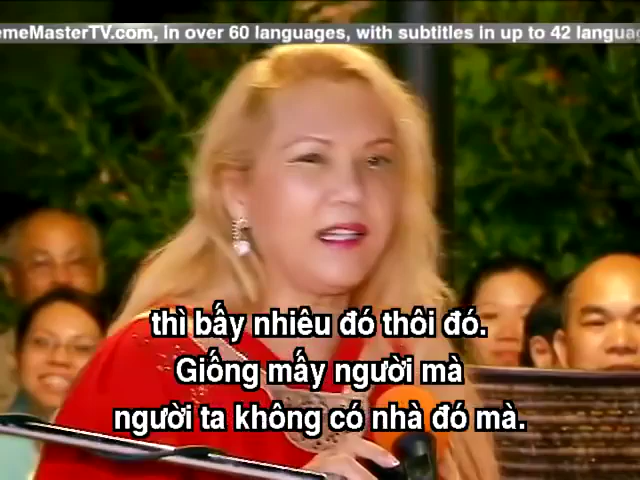 emeMasterTV.com, in over 60 languages, with subtitles in up to 42 langua
thì bấy nhiêu đó thôi đó.
Giống mấy người mà
người ta không có nhà đó mà.